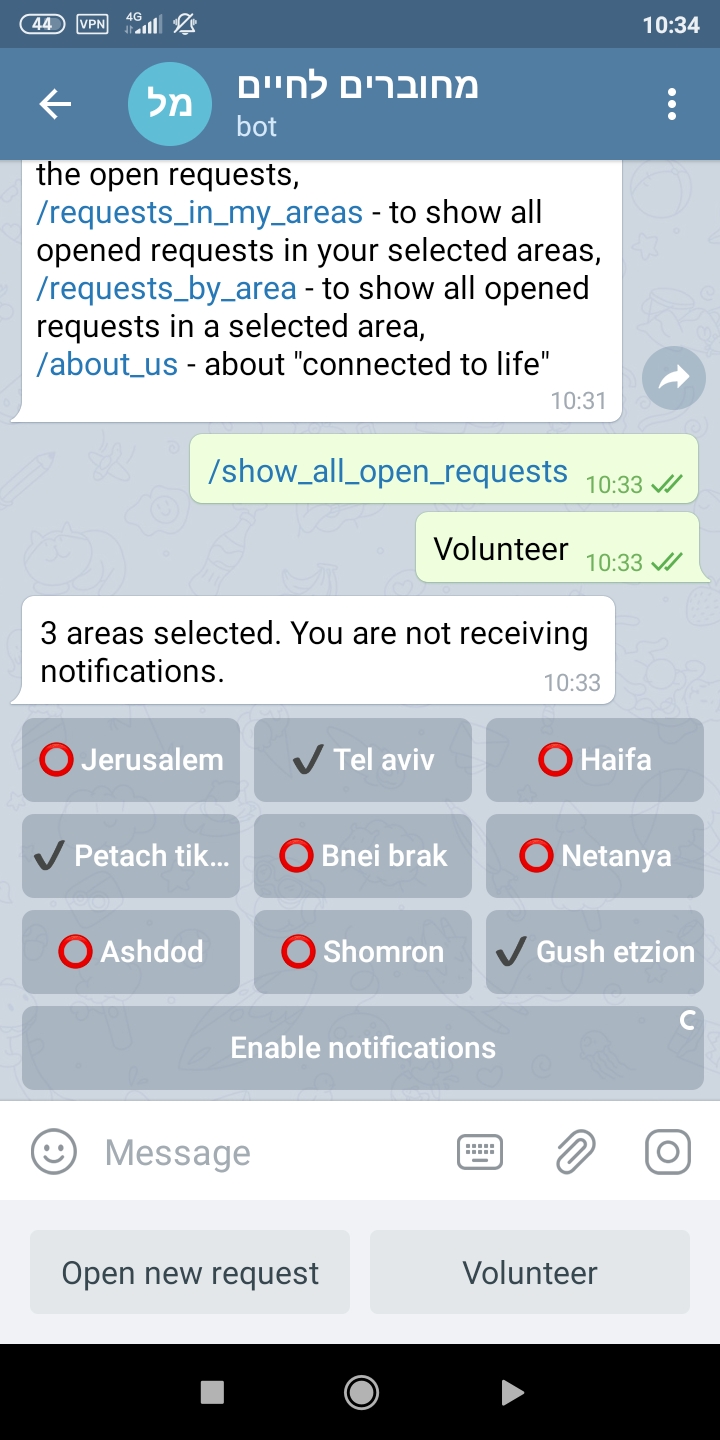 44 VPN 4G 10:34
מל
מחוברים לחיים
bot
the open requests,
/requests_in_my_areas - to show all
opened requests in your selected areas,
/requests_by_area - to show all opened
requests in a selected area,
/about_us - about "connected to life"
10:31
/show_all_open_requests 10:33
Volunteer 10:33
3 areas selected. You are not receiving
notifications.
10:33
Jerusalem Tel aviv Haifa
Petach tik... Bnei brak Netanya
Ashdod Shomron Gush etzion
Enable notifications
Message
Open new request Volunteer